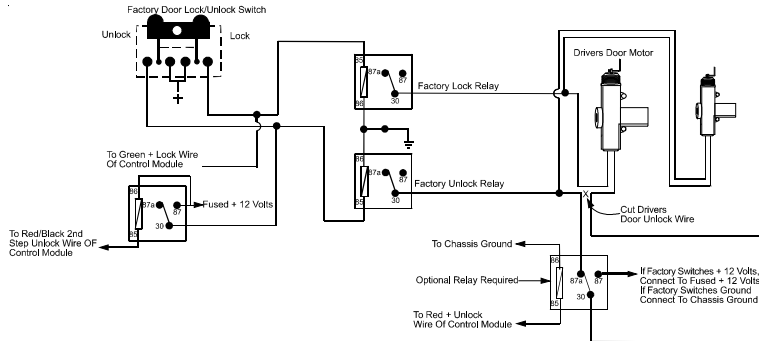 Factory Door Lock/Unlock Switch
Unlock
Lock
+
85
87a
87
30
86
Factory Lock Relay
Drivers Door Motor
To Green + Lock Wire
Of Control Module
86
87a
87
30
85
Factory Unlock Relay
86
87a
87
30
85
Fused + 12 Volts
To Red/Black 2nd
Step Unlock Wire OF
Control Module
X
Cut Drivers
Door Unlock Wire
To Chassis Ground
Optional Relay Required
To Red + Unlock
Wire Of Control Module
86
87a
87
30
85
If Factory Switches + 12 Volts,
Connect To Fused + 12 Volts
If Factory Switches Ground
Connect To Chassis Ground